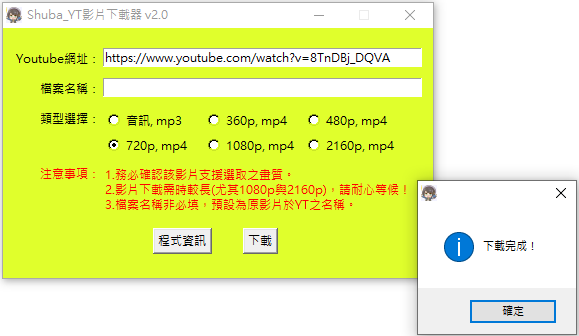 Shuba_YT影片下載器 v2.0
Youtube網址： https://www.youtube.com/watch?v=8TnDBj_DQVA
檔案名稱：
類型選擇： 音訊, mp3 360p, mp4 480p, mp4
720p, mp4 1080p, mp4 2160p, mp4
注意事項： 1.務必確認該影片支援選取之畫質。
2.影片下載需時較長(尤其1080p與2160p)，請耐心等候！
3.檔案名稱非必填，預設為原影片於YT之名稱。
程式資訊 下載
下載完成！
確定